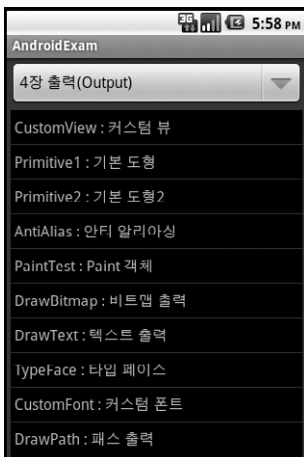 3G 5:58 PM
AndroidExam
4장 출력(Output)
CustomView : 커스텀 뷰
Primitive1 : 기본 도형
Primitive2 : 기본 도형2
AntiAlias : 안티 알리아싱
PaintTest : Paint 객체
DrawBitmap : 비트맵 출력
DrawText : 텍스트 출력
TypeFace : 타입 페이스
CustomFont : 커스텀 폰트
DrawPath : 패스 출력